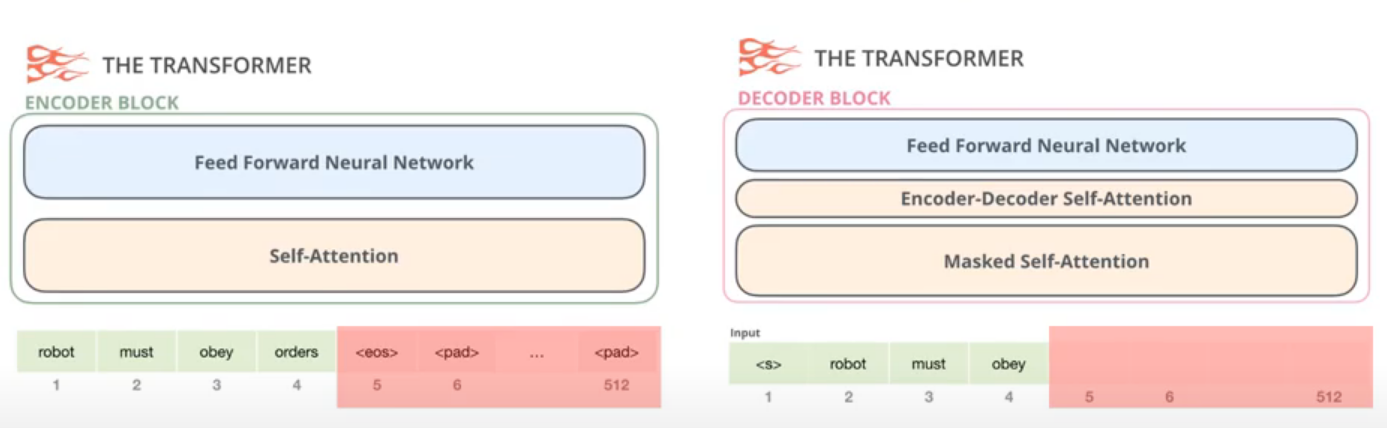 THE TRANSFORMER
ENCODER BLOCK
Feed Forward Neural Network
Self-Attention
robot must obey orders <eos> <pad> ... <pad>
1 2 3 4 5 6 512
THE TRANSFORMER
DECODER BLOCK
Feed Forward Neural Network
Encoder-Decoder Self-Attention
Masked Self-Attention
Input
<s> robot must obey
1 2 3 4 5 6 512